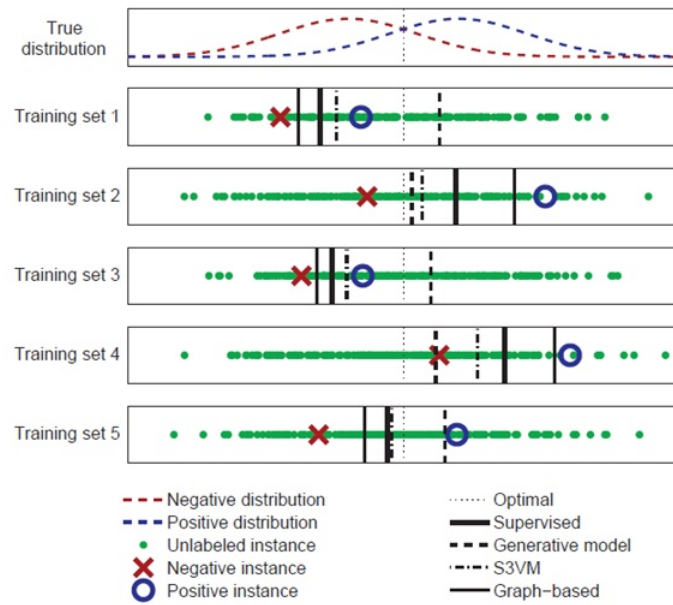 True
distribution
Training set 1
Training set 2
Training set 3
Training set 4
Training set 5
Negative distribution
Positive distribution
Unlabeled instance
Negative instance
Positive instance
Optimal
Supervised
Generative model
S3VM
Graph-based